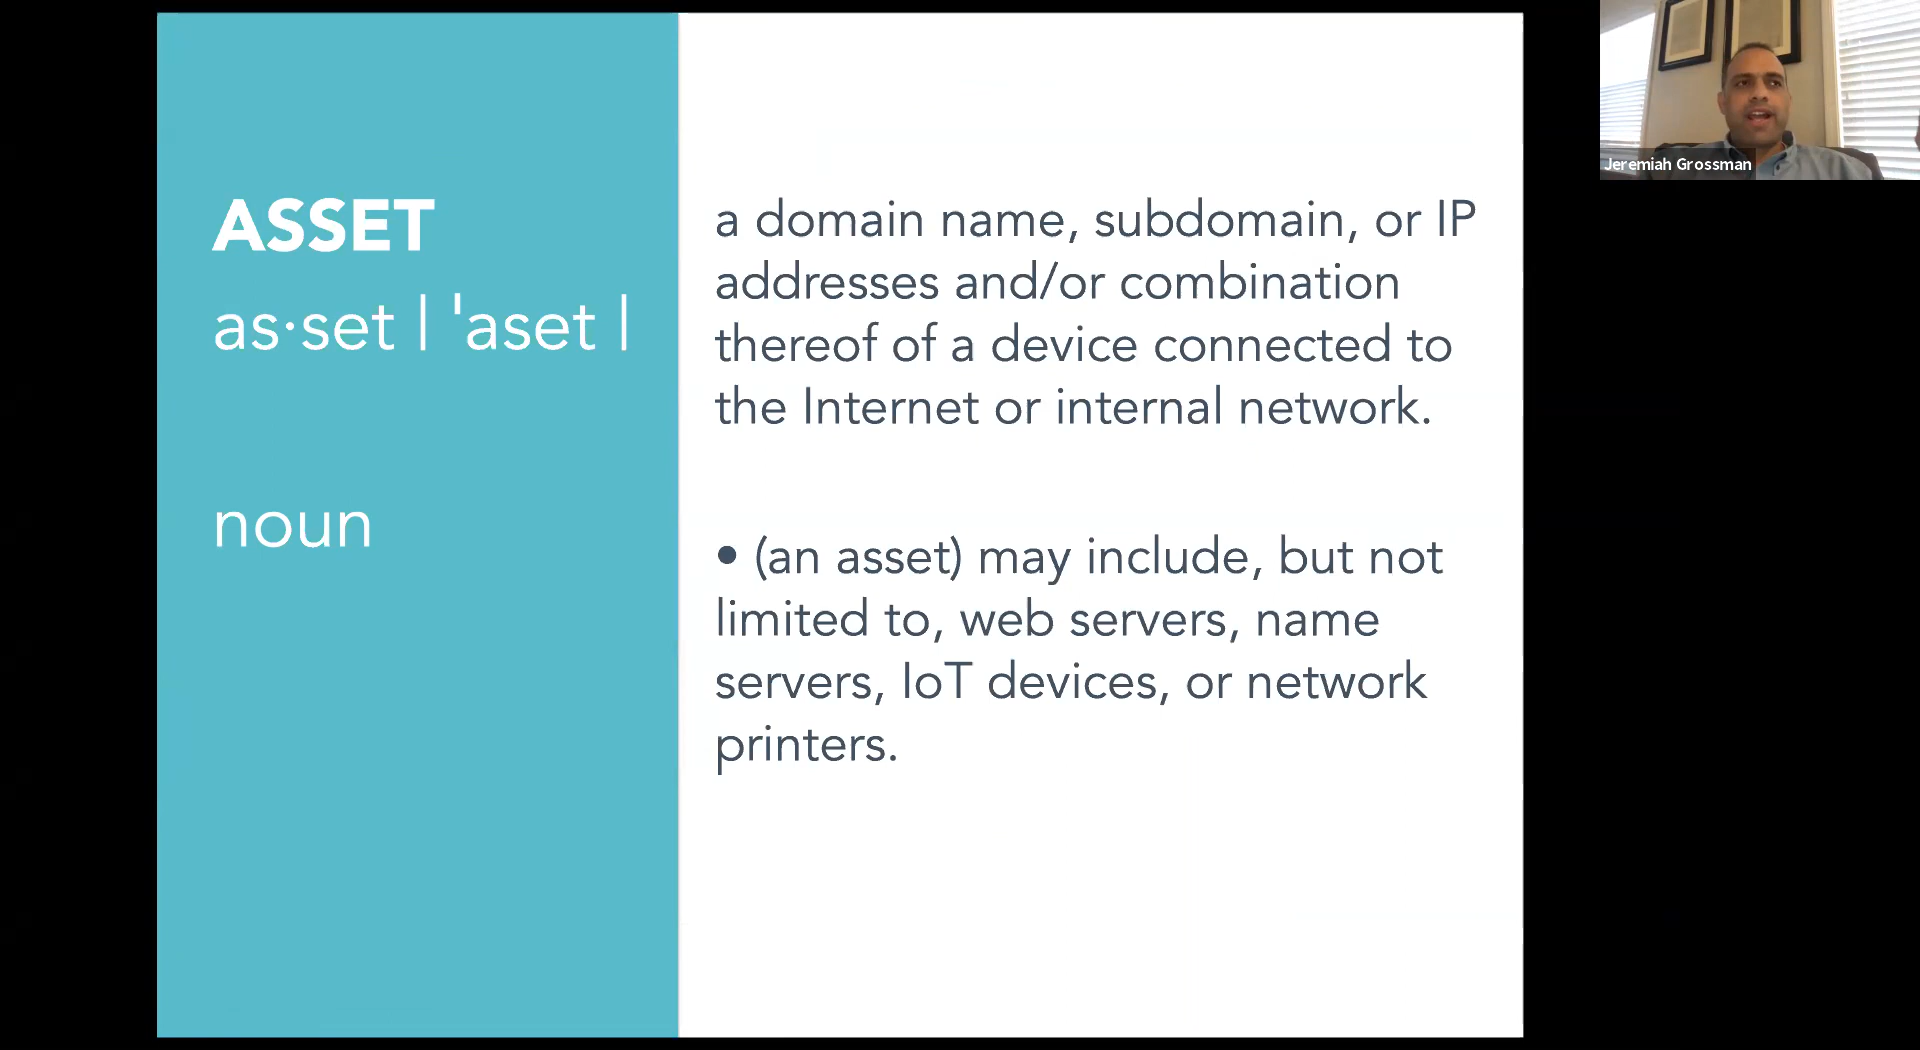 ASSET
as·set | ˈaset |
noun
a domain name, subdomain, or IP
addresses and/or combination
thereof of a device connected to
the Internet or internal network.
• (an asset) may include, but not
limited to, web servers, name
servers, IoT devices, or network
printers.
Jeremiah Grossman